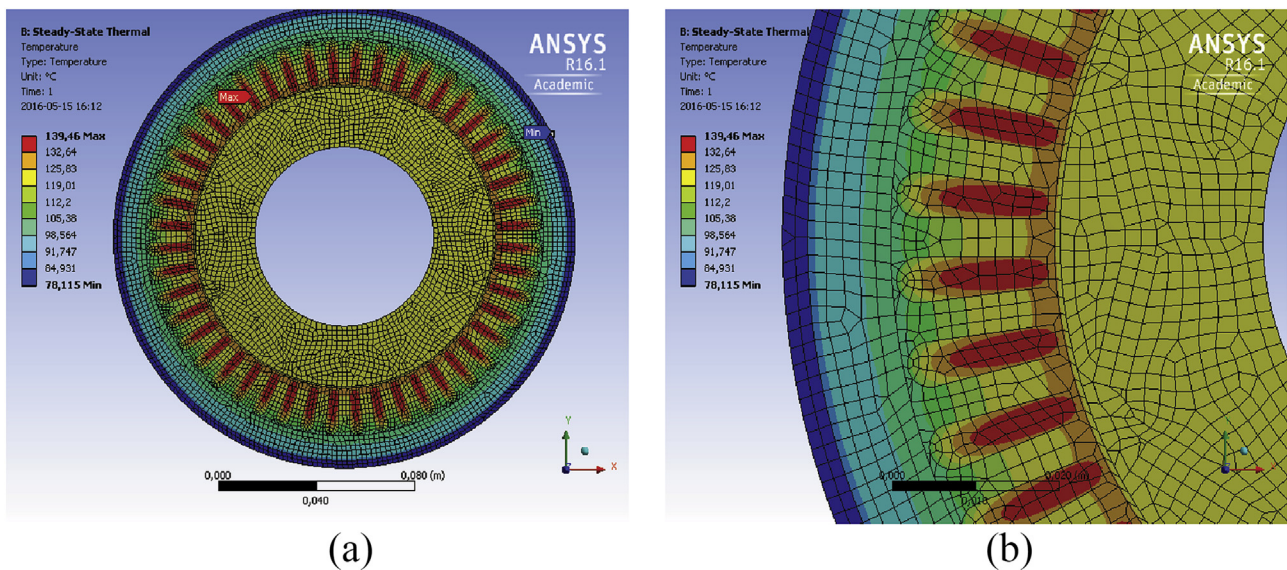 B: Steady-State Thermal
Temperature
Type: Temperature
Unit: °C
Time: 1
2016-05-15 16:12
139,46 Max
132,64
125,83
119,01
112,2
105,38
98,564
91,747
84,931
78,115 Min
ANSYS
R16.1
Academic
Max
Min
0,000
0,080 (m)
0,040
Y
X
(a)
B: Steady-State Thermal
Temperature
Type: Temperature
Unit: °C
Time: 1
2016-05-15 16:12
139,46 Max
132,64
125,83
119,01
112,2
105,38
98,564
91,747
84,931
78,115 Min
ANSYS
R16.1
Academic
0,000
(b)